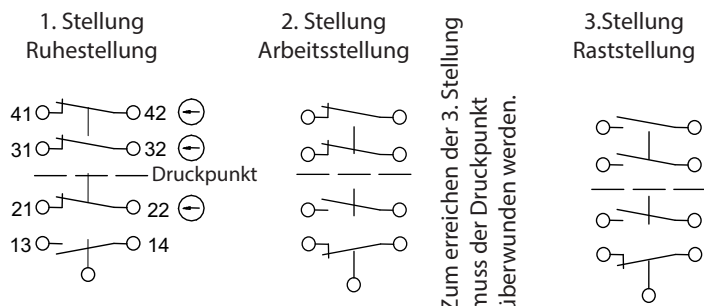 1. Stellung
Ruhestellung
41
42
31
32
Druckpunkt
21
22
13
14
2. Stellung
Arbeitsstellung
Zum erreichen der 3. Stellung
muss der Druckpunkt
überwunden werden.
3.Stellung
Raststellung